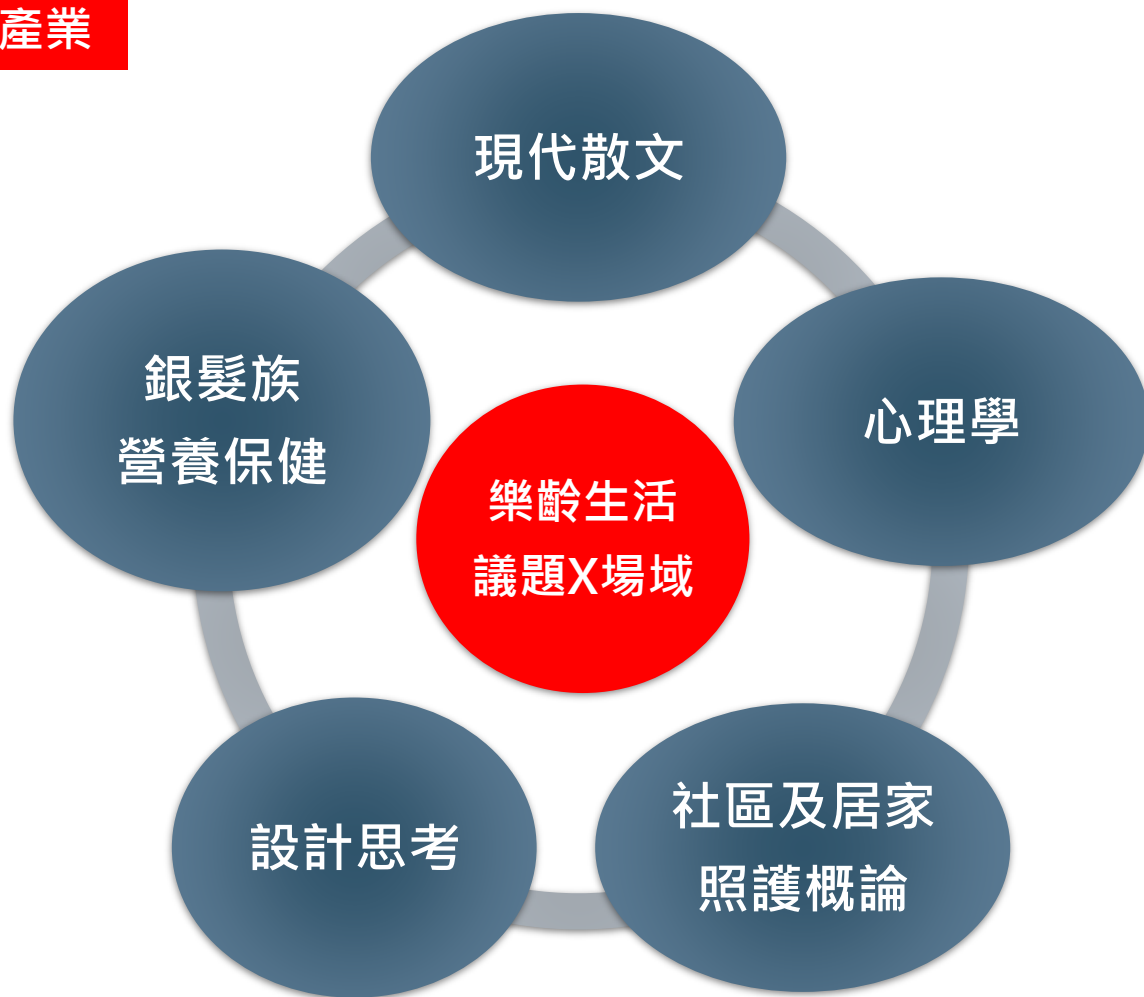 產業
現代散文
銀髮族
營養保健
心理學
樂齡生活
議題X場域
設計思考
社區及居家
照護概論